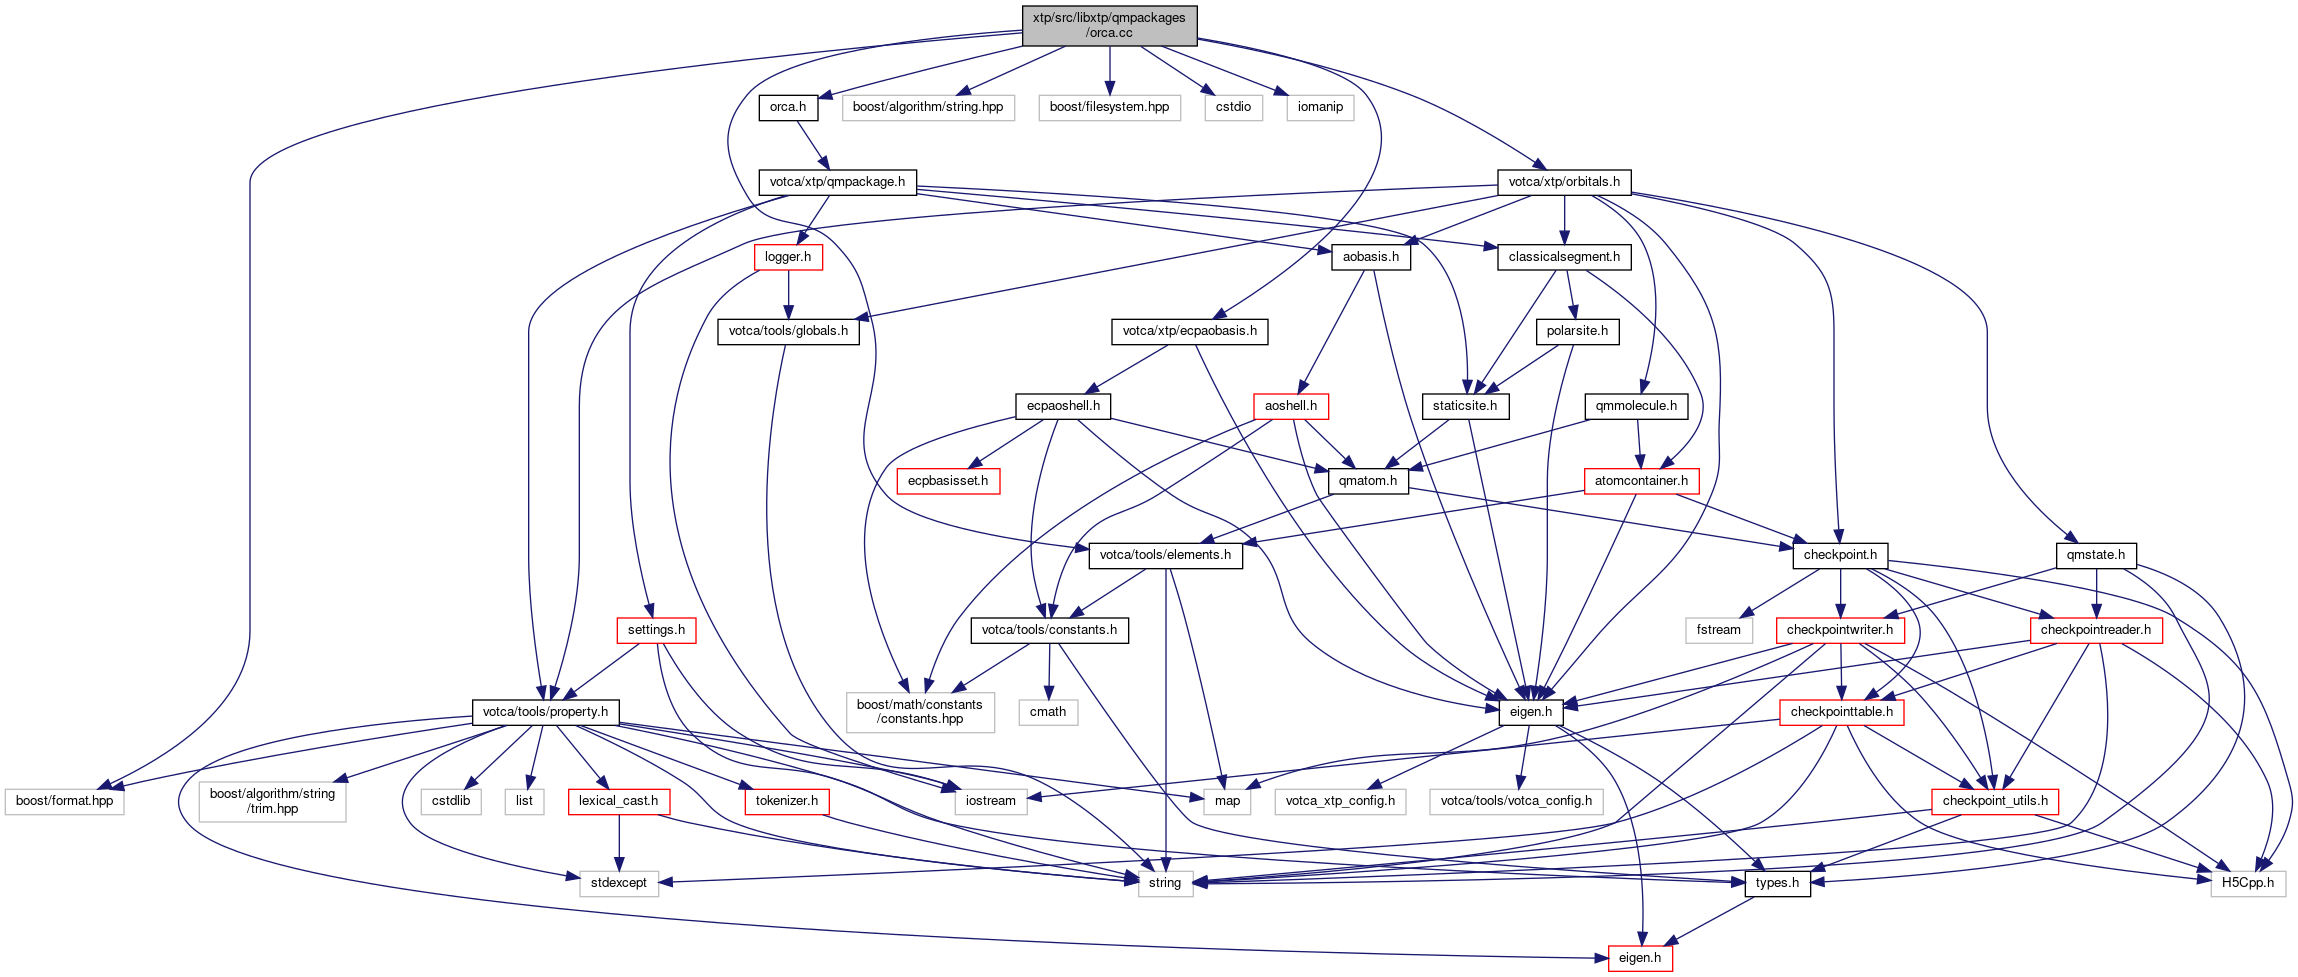 xtp/src/libxtp/qmpackages
/orca.cc
orca.h
boost/algorithm/string.hpp
boost/filesystem.hpp
cstdio
iomanip
votca/xtp/qmpackage.h
votca/xtp/orbitals.h
logger.h
aobasis.h
classicalsegment.h
votca/tools/globals.h
votca/xtp/ecpaobasis.h
polarsite.h
ecpaoshell.h
aoshell.h
staticsite.h
qmmolecule.h
ecpbasisset.h
qmatom.h
atomcontainer.h
votca/tools/elements.h
checkpoint.h
qmstate.h
settings.h
votca/tools/constants.h
fstream
checkpointwriter.h
checkpointreader.h
votca/tools/property.h
boost/math/constants
/constants.hpp
cmath
eigen.h
checkpointtable.h
boost/format.hpp
boost/algorithm/string
/trim.hpp
cstdlib
list
lexical_cast.h
tokenizer.h
iostream
map
votca_xtp_config.h
votca/tools/votca_config.h
checkpoint_utils.h
stdexcept
string
types.h
H5Cpp.h
eigen.h